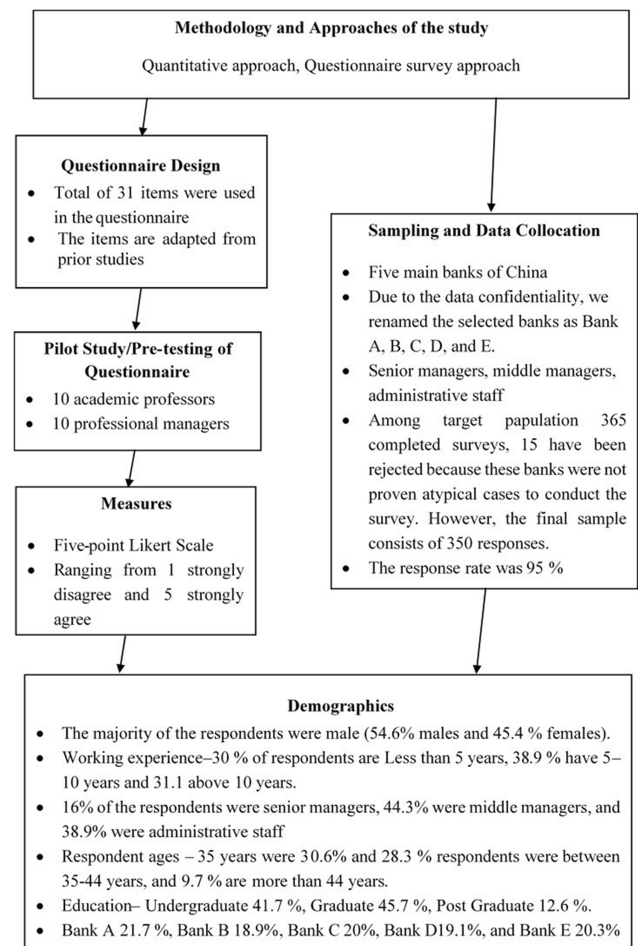 Methodology and Approaches of the study
Quantitative approach, Questionnaire survey approach
Questionnaire Design
• Total of 31 items were used
in the questionnaire
• The items are adapted from
prior studies
Pilot Study/Pre-testing of
Questionnaire
• 10 academic professors
• 10 professional managers
Measures
• Five-point Likert Scale
• Ranging from 1 strongly
disagree and 5 strongly
agree
Sampling and Data Collocation
• Five main banks of China
• Due to the data confidentiality, we
renamed the selected banks as Bank
A, B, C, D, and E.
• Senior managers, middle managers,
administrative staff
• Among target papulation 365
completed surveys, 15 have been
rejected because these banks were not
proven atypical cases to conduct the
survey. However, the final sample
consists of 350 responses.
• The response rate was 95 %
Demographics
• The majority of the respondents were male (54.6% males and 45.4 % females).
• Working experience–30 % of respondents are Less than 5 years, 38.9 % have 5–
10 years and 31.1 above 10 years.
• 16% of the respondents were senior managers, 44.3% were middle managers, and
38.9% were administrative staff
• Respondent ages – 35 years were 30.6% and 28.3 % respondents were between
35-44 years, and 9.7 % are more than 44 years.
• Education– Undergraduate 41.7 %, Graduate 45.7 %, Post Graduate 12.6 %.
• Bank A 21.7 %, Bank B 18.9%, Bank C 20%, Bank D19.1%, and Bank E 20.3%